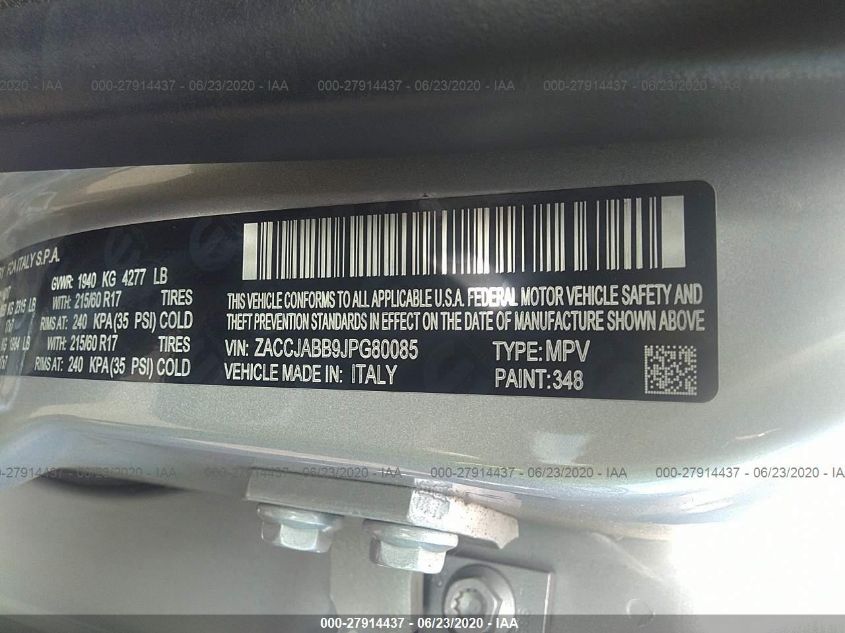 000-27914437 - 06/23/2020 - IAA
FCA ITALY S.P.A.
GVWR: 1940 KG 4277 LB
WITH: 215/60 R17 TIRES
RIMS AT: 240 KPA(35 PSI) COLD
WITH: 215/60 R17 TIRES
RIMS AT: 240 KPA(35 PSI) COLD
THIS VEHICLE CONFORMS TO ALL APPLICABLE U.S.A. FEDERAL MOTOR VEHICLE SAFETY AND
THEFT PREVENTION STANDARDS IN EFFECT ON THE DATE OF MANUFACTURE SHOWN ABOVE
VIN: ZACCJABB9JPG80085 TYPE: MPV
VEHICLE MADE IN: ITALY PAINT: 348
000-27914437 - 06/23/2020 - IAA
000-27914437 - 06/23/2020 - IAA